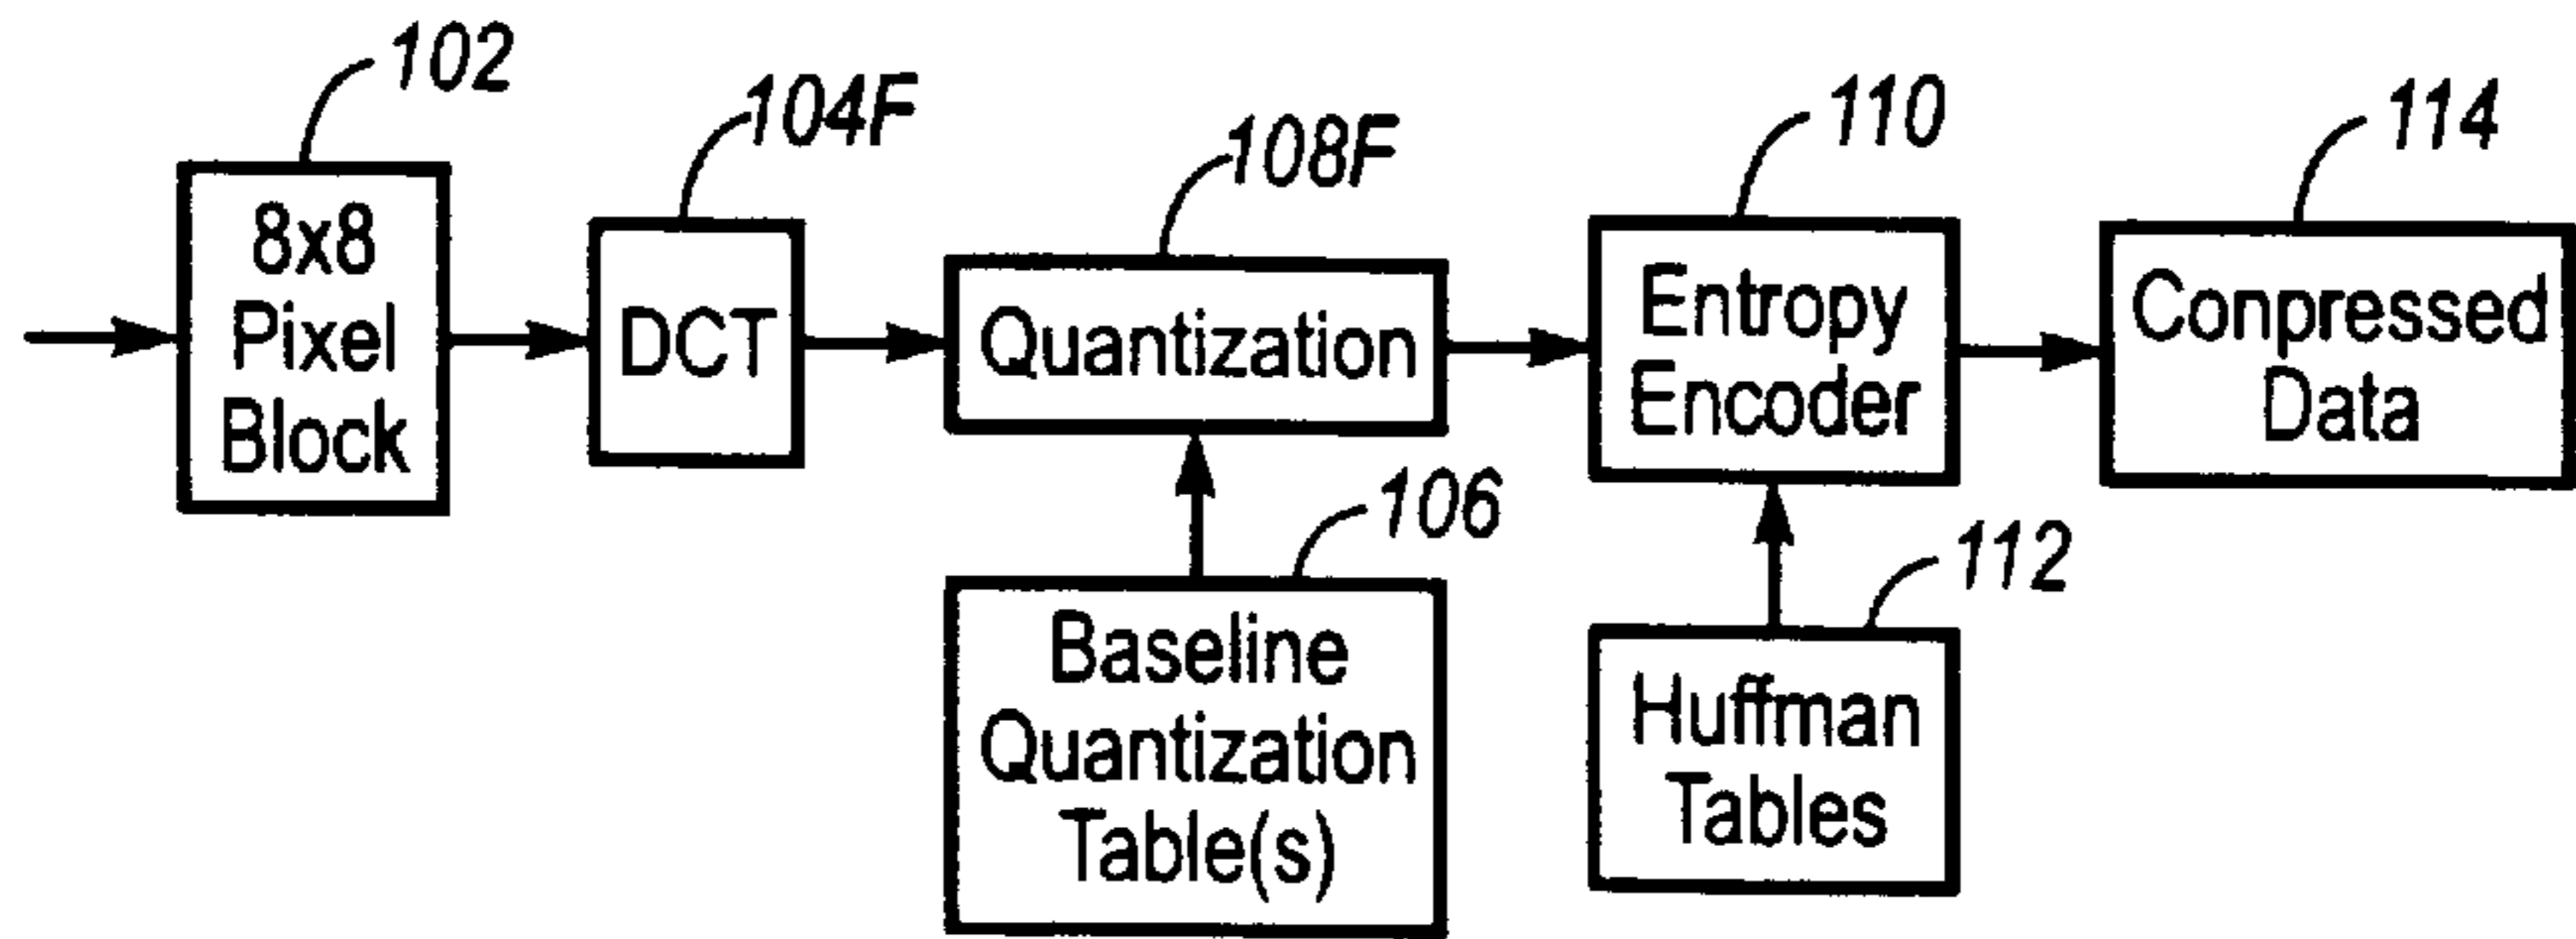 102
8x8
Pixel
Block
104F
DCT
108F
Quantization
106
Baseline
Quantization
Table(s)
110
Entropy
Encoder
112
Huffman
Tables
114
Conpressed
Data